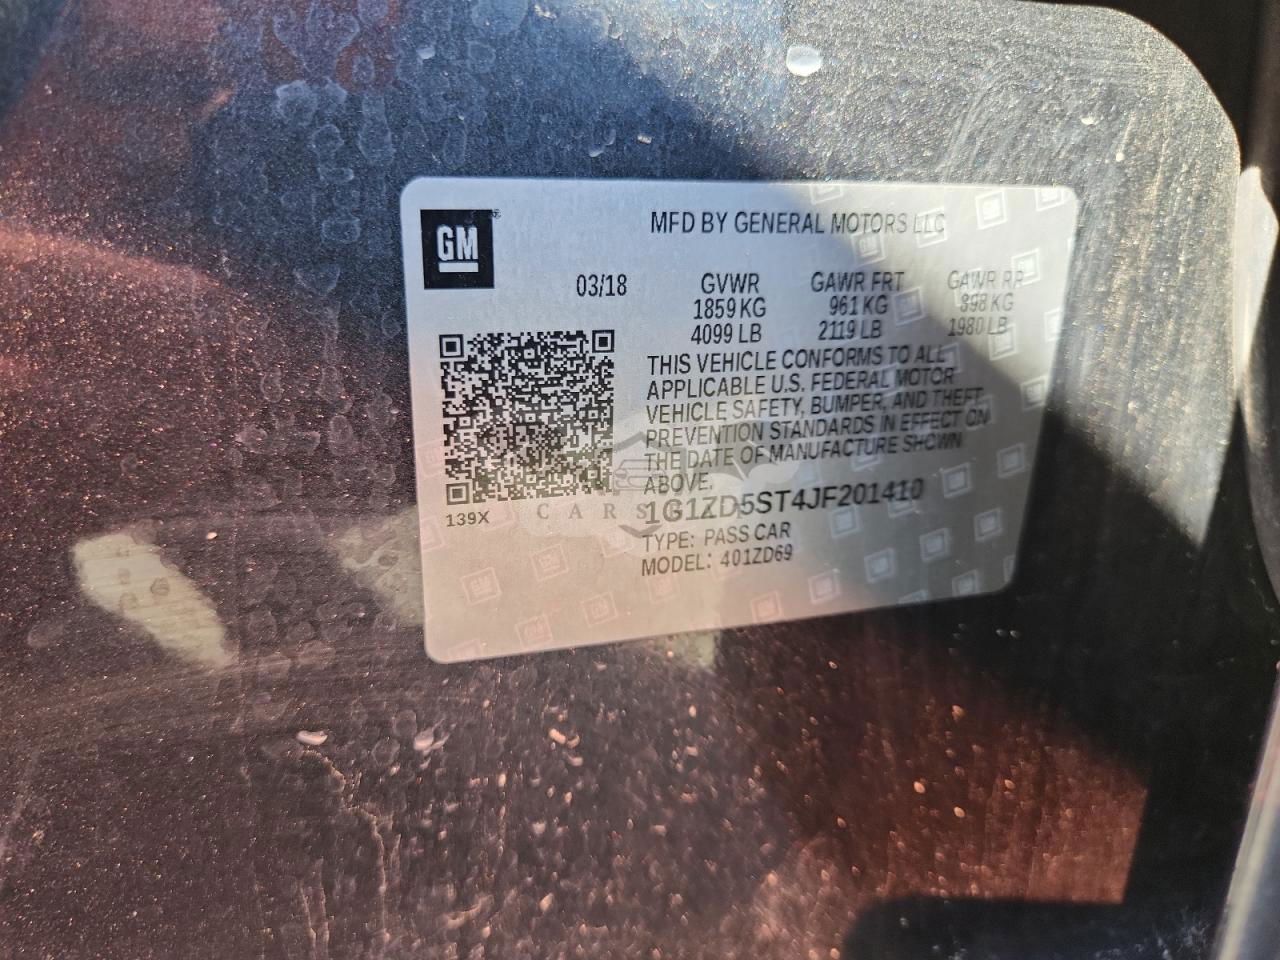 GM
®
MFD BY GENERAL MOTORS LLC
03/18 GVWR GAWR FRT GAWR RR
1859 KG 961 KG 898 KG
4099 LB 2119 LB 1980 LB
THIS VEHICLE CONFORMS TO ALL
APPLICABLE U.S. FEDERAL MOTOR
VEHICLE SAFETY, BUMPER, AND THEFT
PREVENTION STANDARDS IN EFFECT ON
THE DATE OF MANUFACTURE SHOWN
ABOVE.
139X
1G1ZD5ST4JF201410
TYPE: PASS CAR
MODEL: 401ZD69
CARS